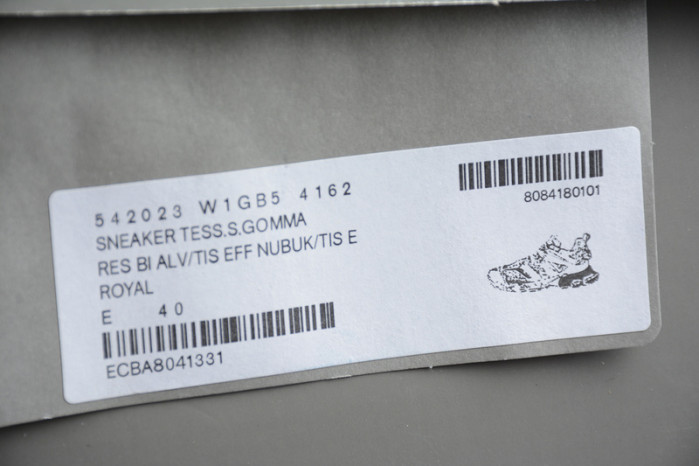 542023 W1GB5 4162
SNEAKER TESS.S.GOMMA
RES BI ALV/TIS EFF NUBUK/TIS E
ROYAL
E 40
ECBA8041331
8084180101